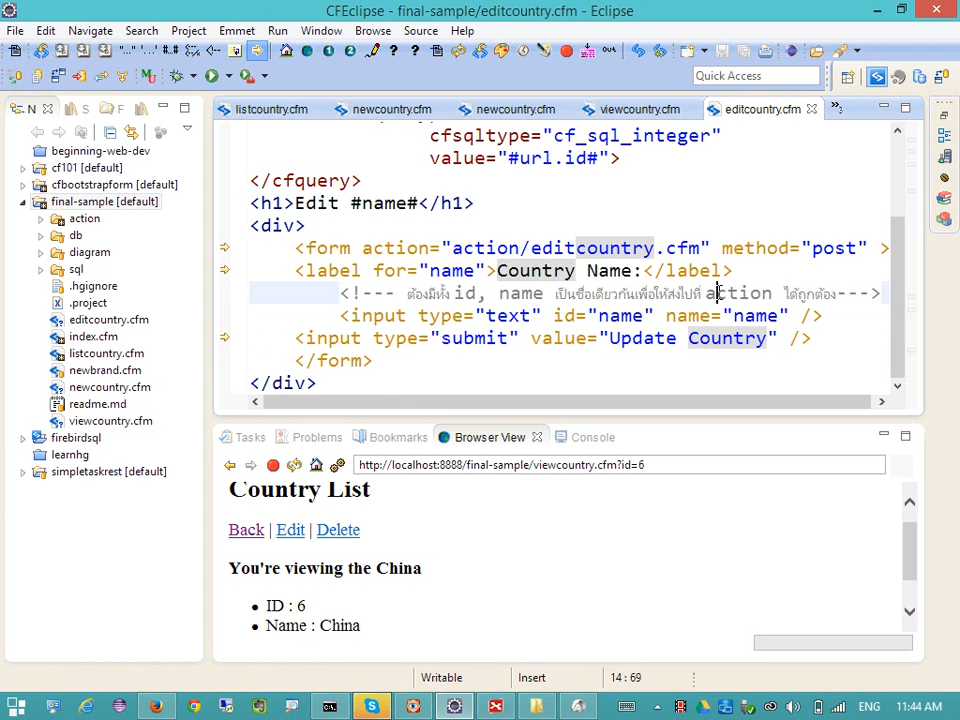 CFEclipse - final-sample/editcountry.cfm - Eclipse
File Edit Navigate Search Project Emmet Run Window Browse Source Help
Quick Access
N S F
listcountry.cfm newcountry.cfm newcountry.cfm viewcountry.cfm editcountry.cfm
beginning-web-dev
cf101 [default]
cfbootstrapform [default]
final-sample [default]
action
db
diagram
sql
.hgignore
.project
editcountry.cfm
index.cfm
listcountry.cfm
newbrand.cfm
newcountry.cfm
readme.md
viewcountry.cfm
firebirdsql
learnhg
simpletaskrest [default]
cfsqltype="cf_sql_integer"
value="#url.id#">
</cfquery>
<h1>Edit #name#</h1>
<div>
<form action="action/editcountry.cfm" method="post" >
<label for="name">Country Name:</label>
<!--- ต้องมีทั้ง id, name เป็นชื่อเดียวกันเพื่อให้ส่งไปที่ action ได้ถูกต้อง--->
<input type="text" id="name" name="name" />
<input type="submit" value="Update Country" />
</form>
</div>
Tasks Problems Bookmarks Browser View Console
http://localhost:8888/final-sample/viewcountry.cfm?id=6
Country List
Back | Edit | Delete
You're viewing the China
• ID : 6
• Name : China
Writable Insert 14 : 69
ENG 11:44 AM